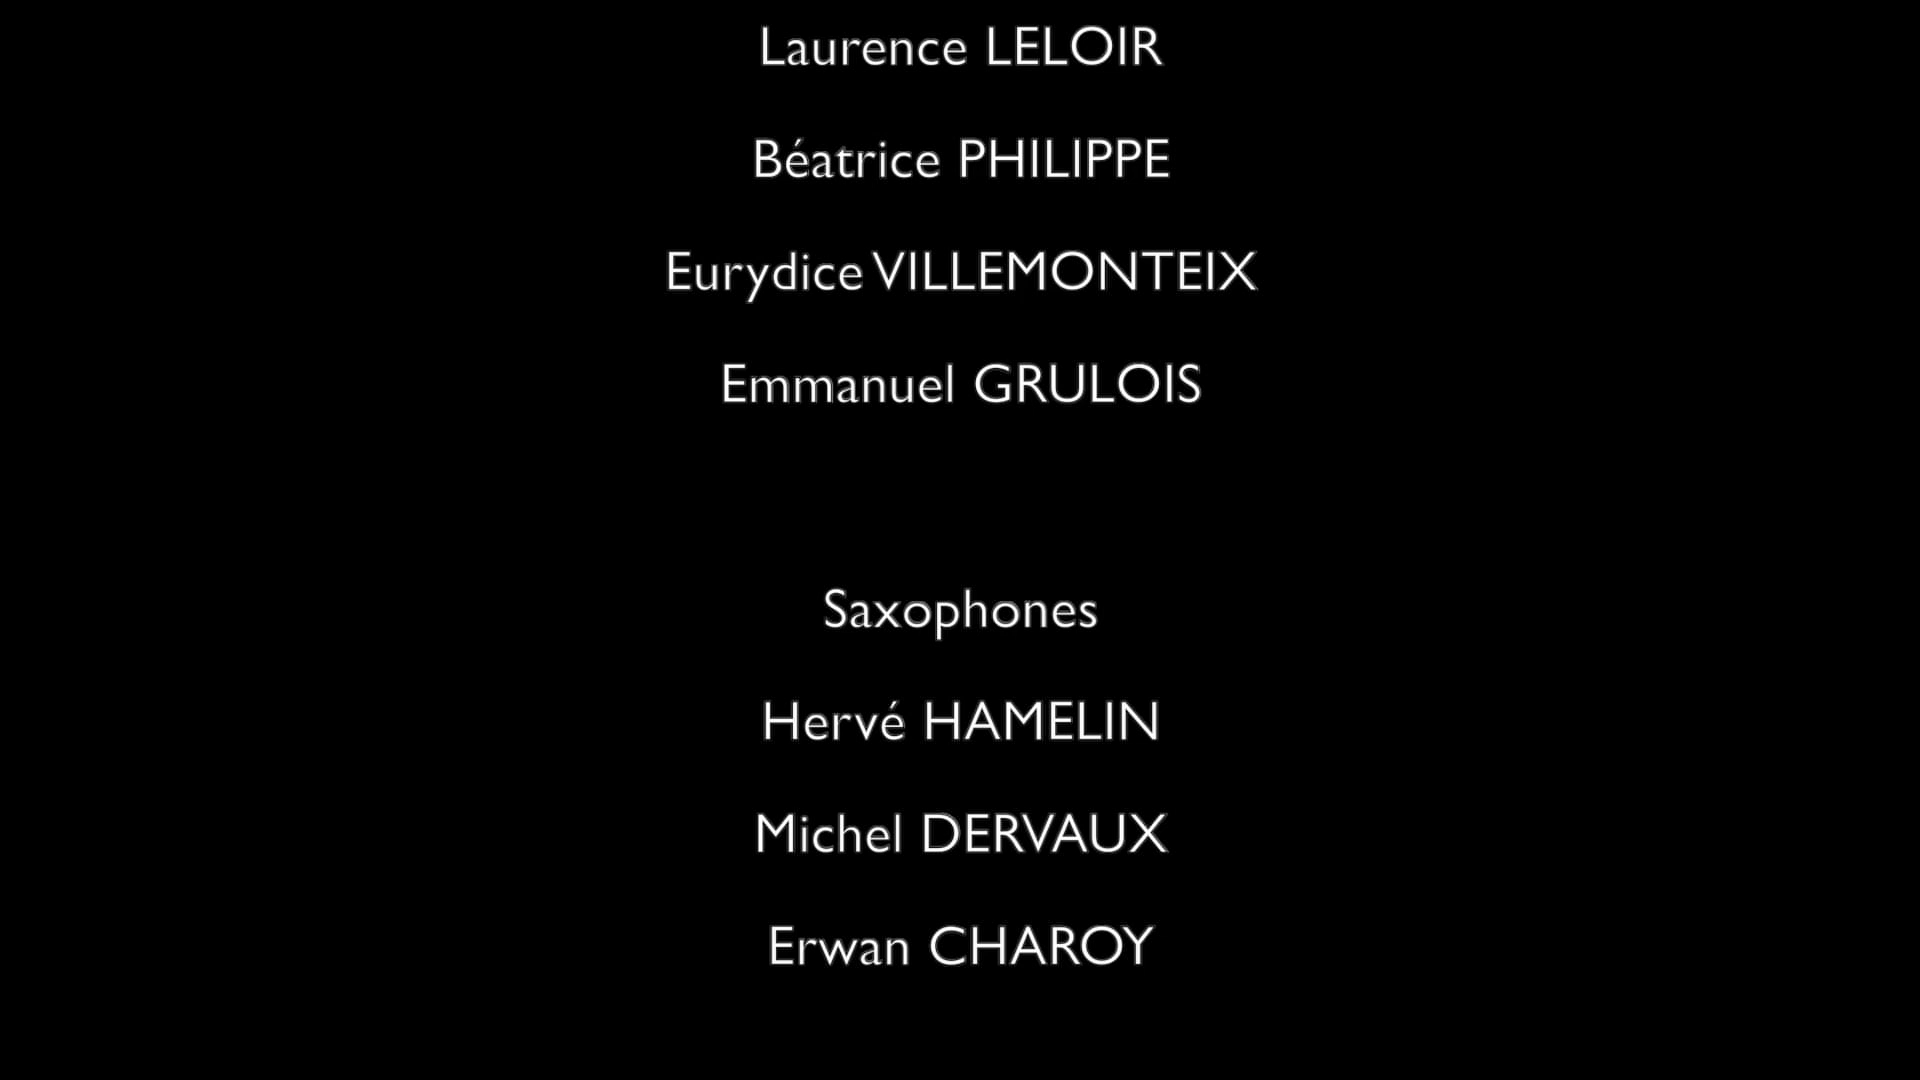 Laurence LELOIR
Béatrice PHILIPPE
Eurydice VILLEMONTEIX
Emmanuel GRULOIS
Saxophones
Hervé HAMELIN
Michel DERVAUX
Erwan CHAROY